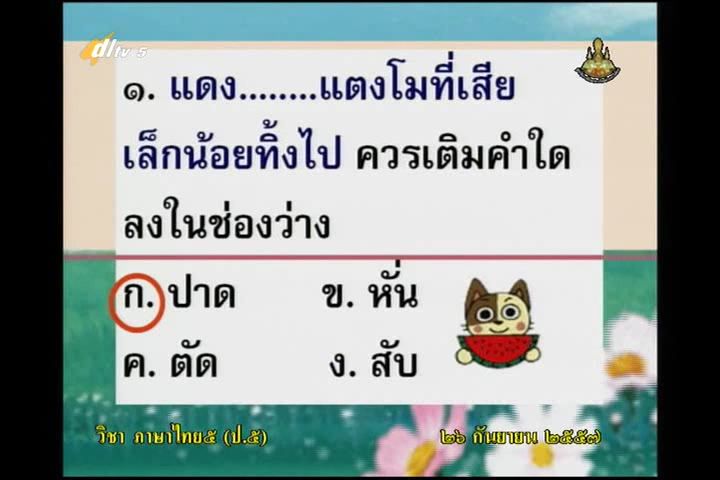 dltv 5
๑. แดง........แตงโมที่เสีย
เล็กน้อยทิ้งไป ควรเติมคำใด
ลงในช่องว่าง
ก. ปาด ข. หั่น
ค. ตัด ง. สับ
วิชา ภาษาไทย๕ (ป.๕) ๒๖ กันยายน ๒๕๕๗